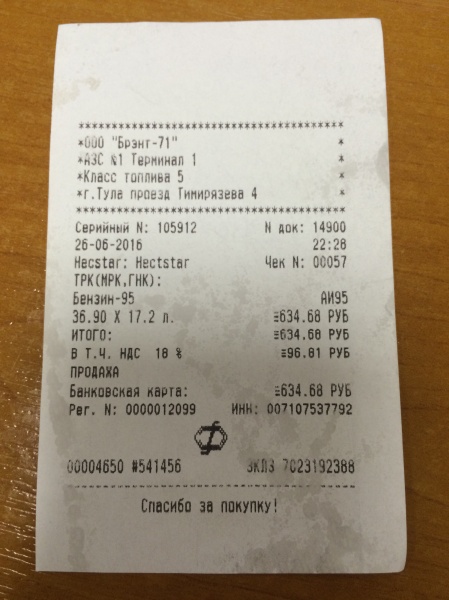 ****************************************
*ООО "Брэнт-71" *
*АЗС №1 Терминал 1 *
*Класс топлива 5 *
*г.Тула проезд Тимирязева 4 *
****************************************
Серийный N: 105912 N док: 14900
26-06-2016 22:28
Hecstar: Hectstar Чек N: 00057
ТРК(МРК,ГНК):
Бензин-95 АИ95
36.90 X 17.2 л. ≡634.68 РУБ
ИТОГО: ≡634.68 РУБ
В Т.Ч. НДС 18 % ≡96.81 РУБ
ПРОДАЖА
Банковская карта: ≡634.68 РУБ
Рег. N: 0000012099 ИНН: 007107537792
00004650 #541456 ЭКЛЗ 7023192388
Спасибо за покупку!